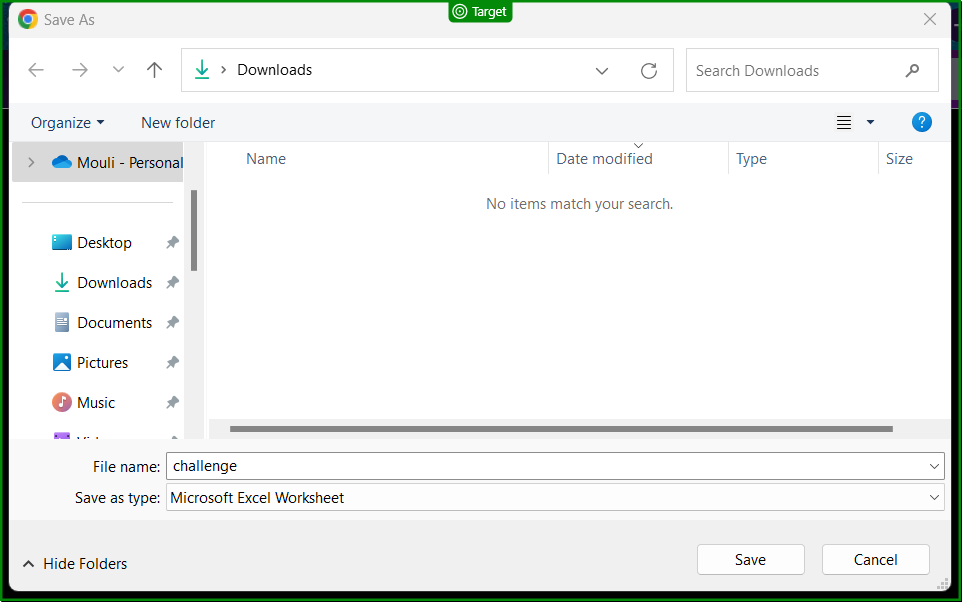 Save As
Target
Downloads
Search Downloads
Organize
New folder
?
Mouli - Personal
Name
Date modified
Type
Size
No items match your search.
Desktop
Downloads
Documents
Pictures
Music
File name:
challenge
Save as type:
Microsoft Excel Worksheet
Hide Folders
Save
Cancel